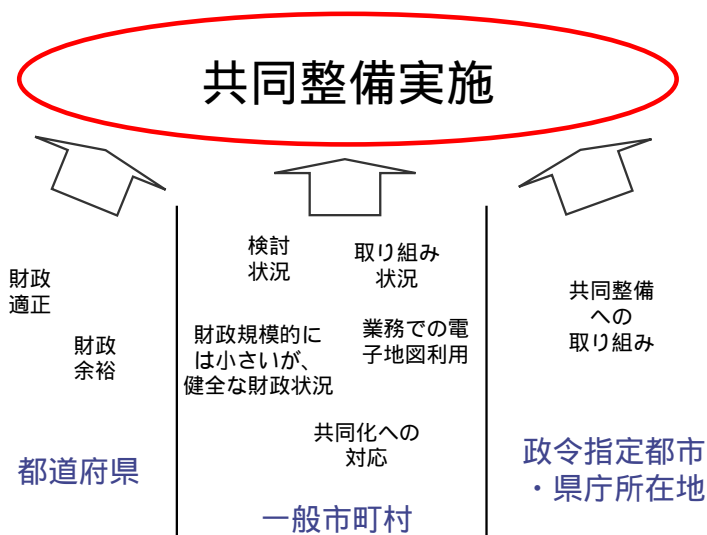 共同整備実施
財政
適正
財政
余裕
都道府県
検討
状況
取り組み
状況
財政規模的に
は小さいが、
健全な財政状況
業務での電
子地図利用
共同化への
対応
一般市町村
共同整備
への
取り組み
政令指定都市
・県庁所在地